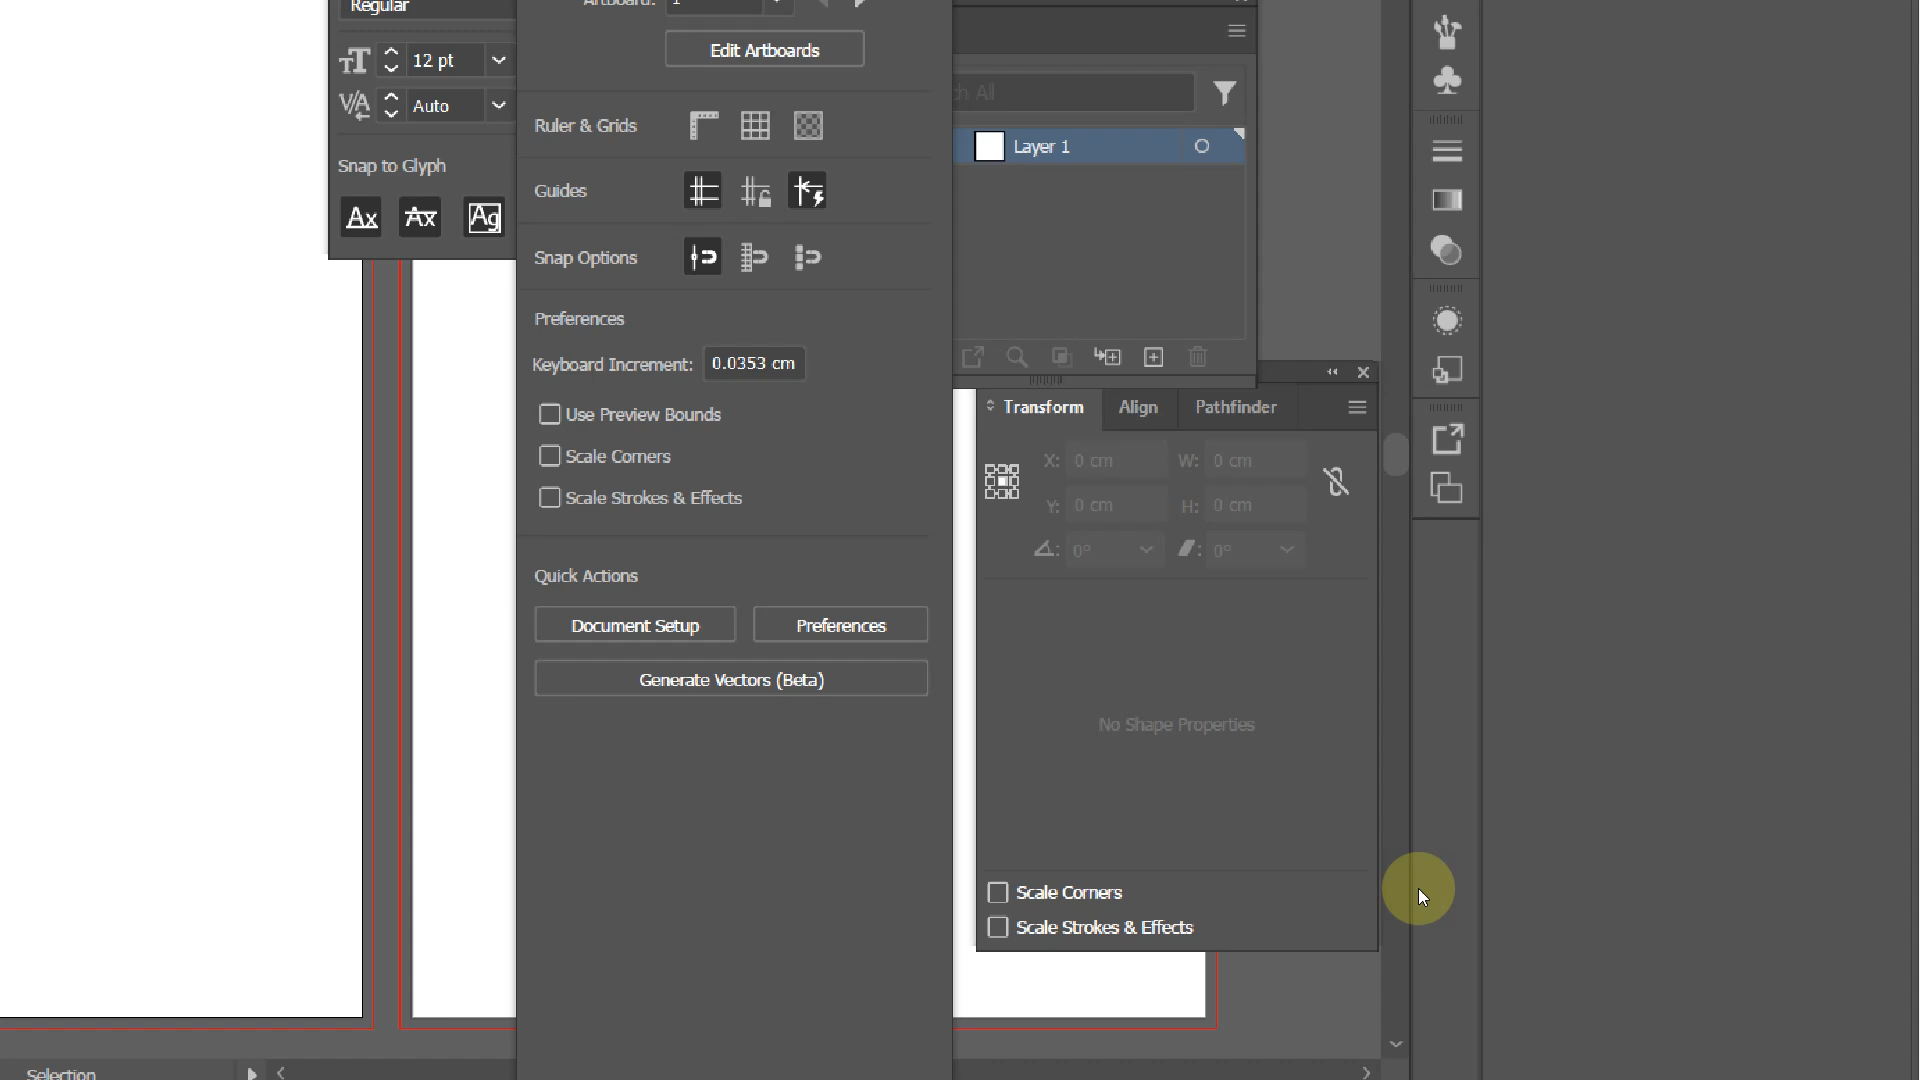 Regular
12 pt
Auto
Snap to Glyph
Artboard: 1
Edit Artboards
Ruler & Grids
Guides
Snap Options
Preferences
Keyboard Increment: 0.0353 cm
Use Preview Bounds
Scale Corners
Scale Strokes & Effects
Quick Actions
Document Setup
Preferences
Generate Vectors (Beta)
All
Layer 1
Transform Align Pathfinder
X: 0 cm W: 0 cm
Y: 0 cm H: 0 cm
0° 0°
No Shape Properties
Scale Corners
Scale Strokes & Effects
Selection